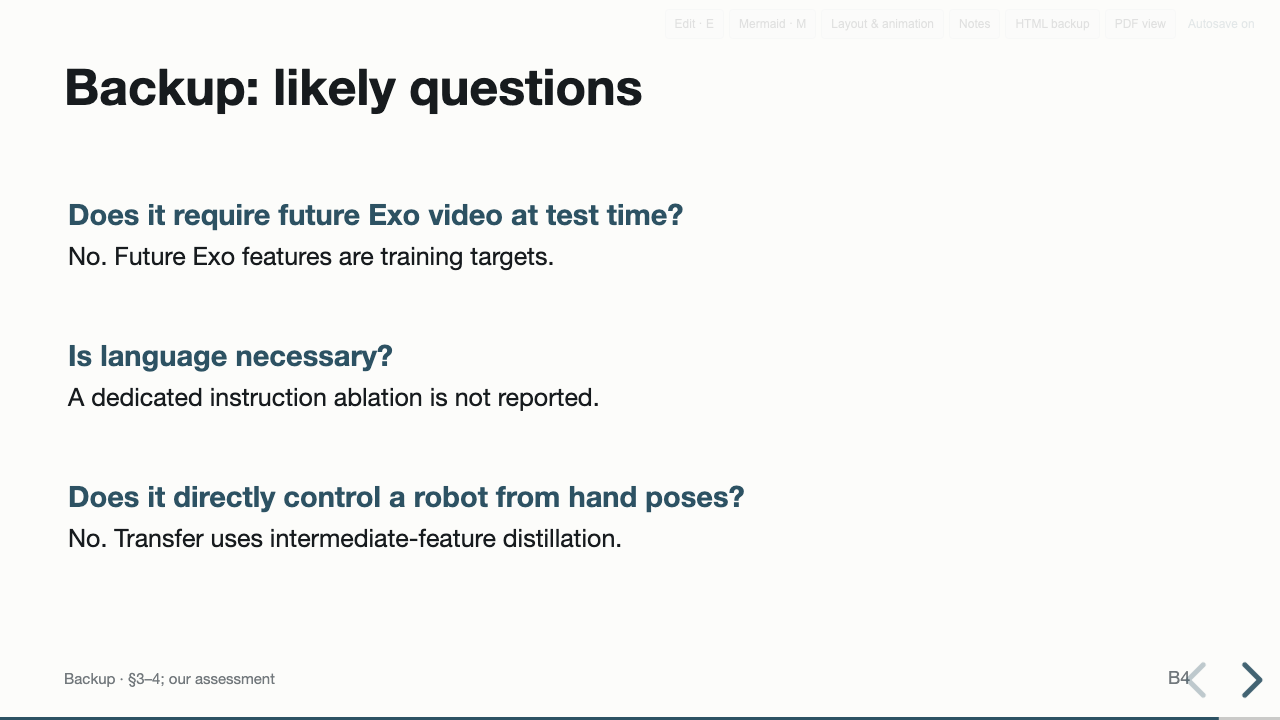 Edit · E Mermaid · M Layout & animation Notes HTML backup PDF view Autosave on
Backup: likely questions
Does it require future Exo video at test time?
No. Future Exo features are training targets.
Is language necessary?
A dedicated instruction ablation is not reported.
Does it directly control a robot from hand poses?
No. Transfer uses intermediate-feature distillation.
Backup · §3–4; our assessment
B4